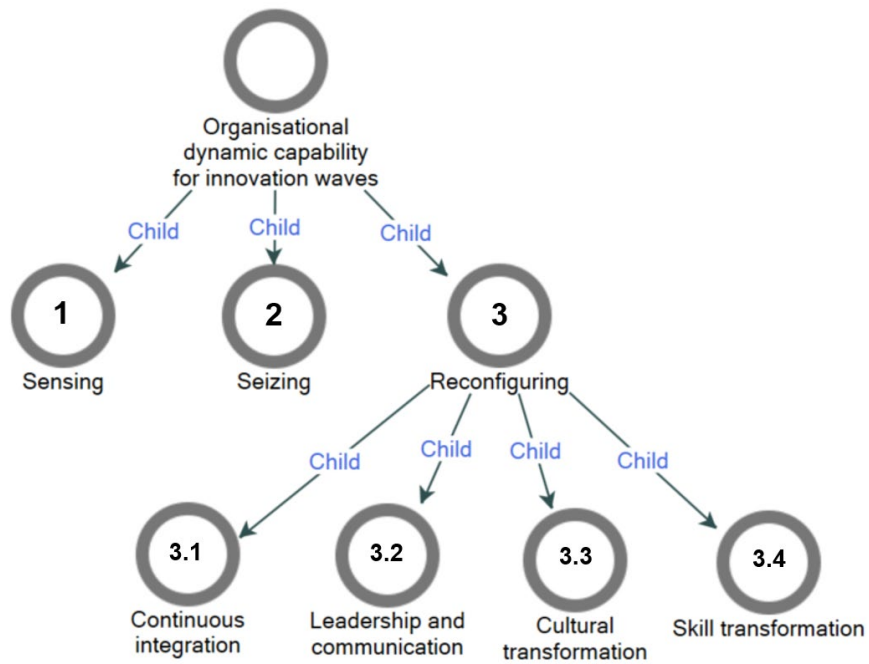 Organisational
dynamic capability
for innovation waves
Child
Child
Child
1
2
3
Sensing
Seizing
Reconfiguring
Child
Child
Child
Child
3.1
3.2
3.3
3.4
Continuous
integration
Leadership and
communication
Cultural
transformation
Skill transformation